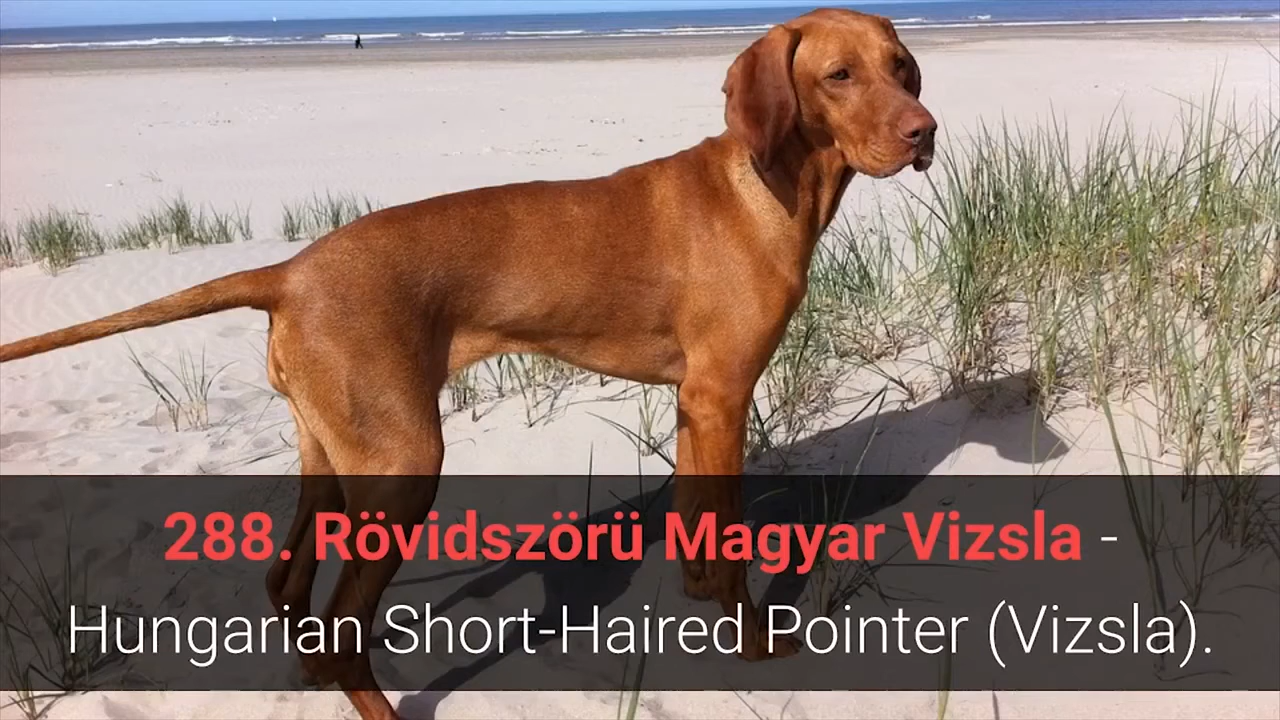 288. Rövidszörü Magyar Vizsla -
Hungarian Short-Haired Pointer (Vizsla).